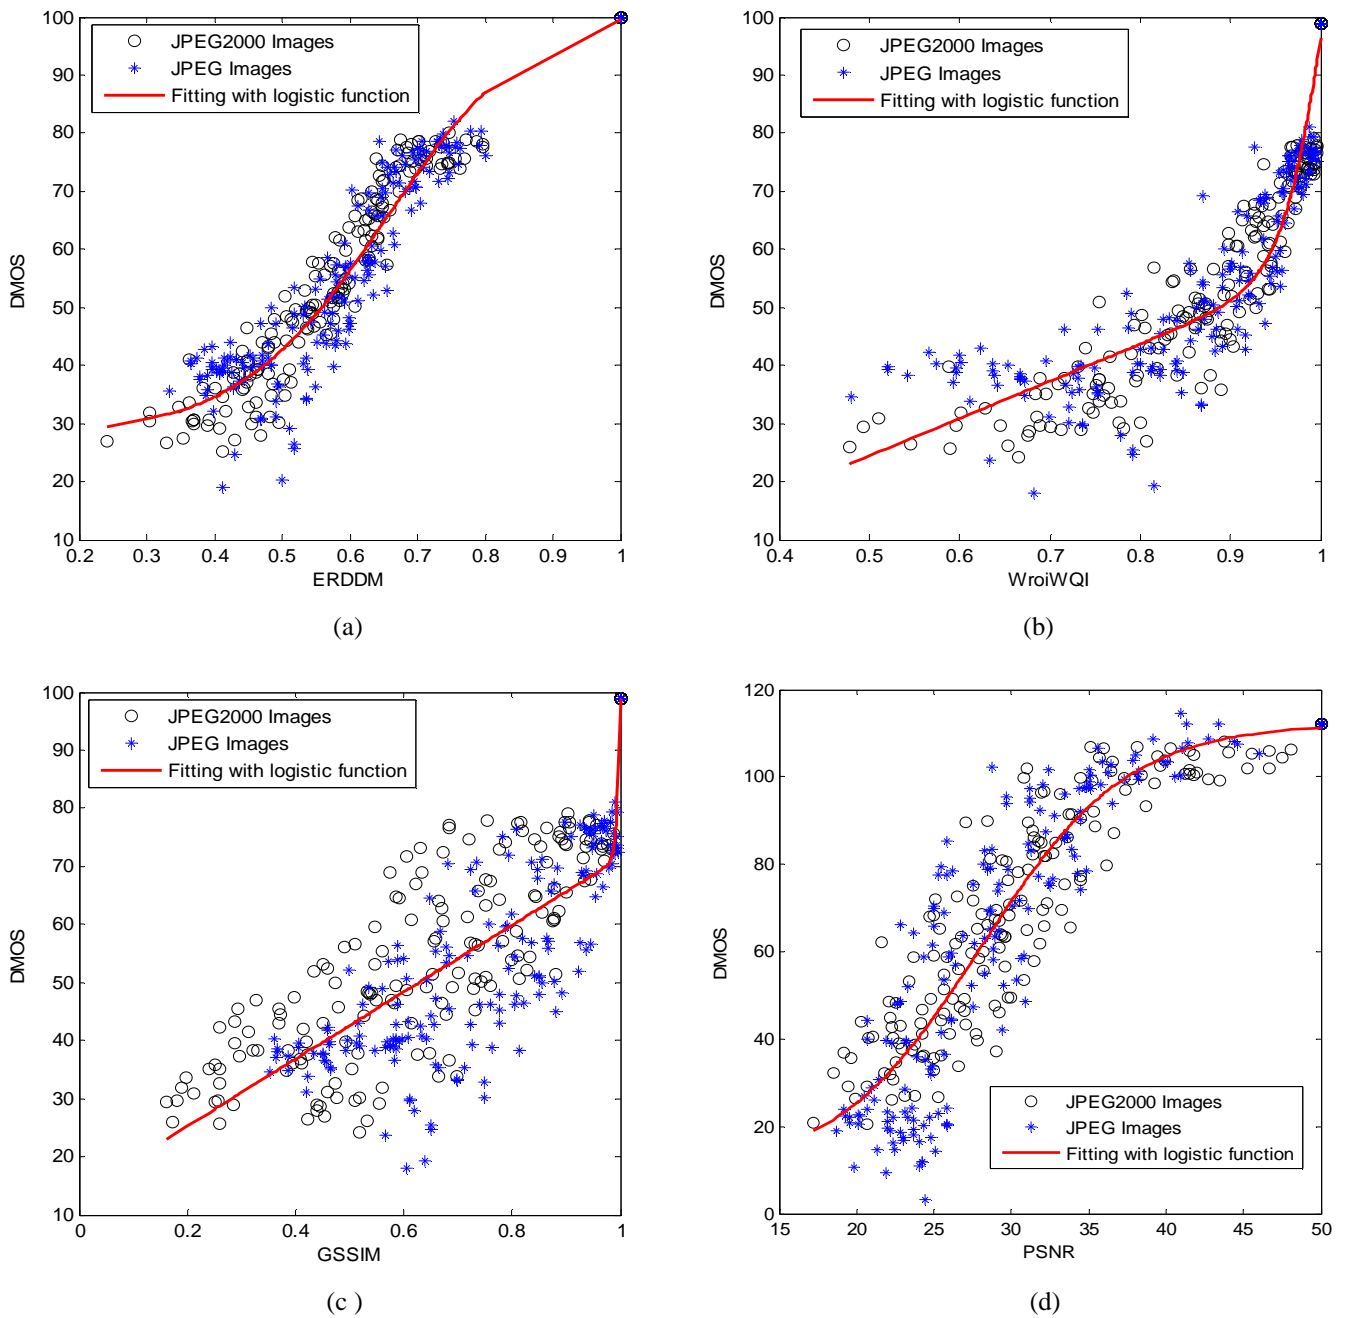 100
90
80
70
60
50
40
30
20
10
DMOS
JPEG2000 Images
JPEG Images
Fitting with logistic function
0.2 0.3 0.4 0.5 0.6 0.7 0.8 1
ERDDM
(a)
100
90
80
70
60
50
40
30
20
10
DMOS
JPEG2000 Images
JPEG Images
Fitting with logistic function
0.4 0.5 0.6 0.7 0.8 0.9 1
WroiWQI
(b)
100
90
80
70
60
50
40
30
20
10
DMOS
JPEG2000 Images
JPEG Images
Fitting with logistic function
0 0.2 0.4 0.6 0.8 1
GSSIM
(c )
120
100
80
60
40
20
0
DMOS
JPEG2000 Images
JPEG Images
Fitting with logistic function
15 20 25 30 35 40 45 50
PSNR
(d)